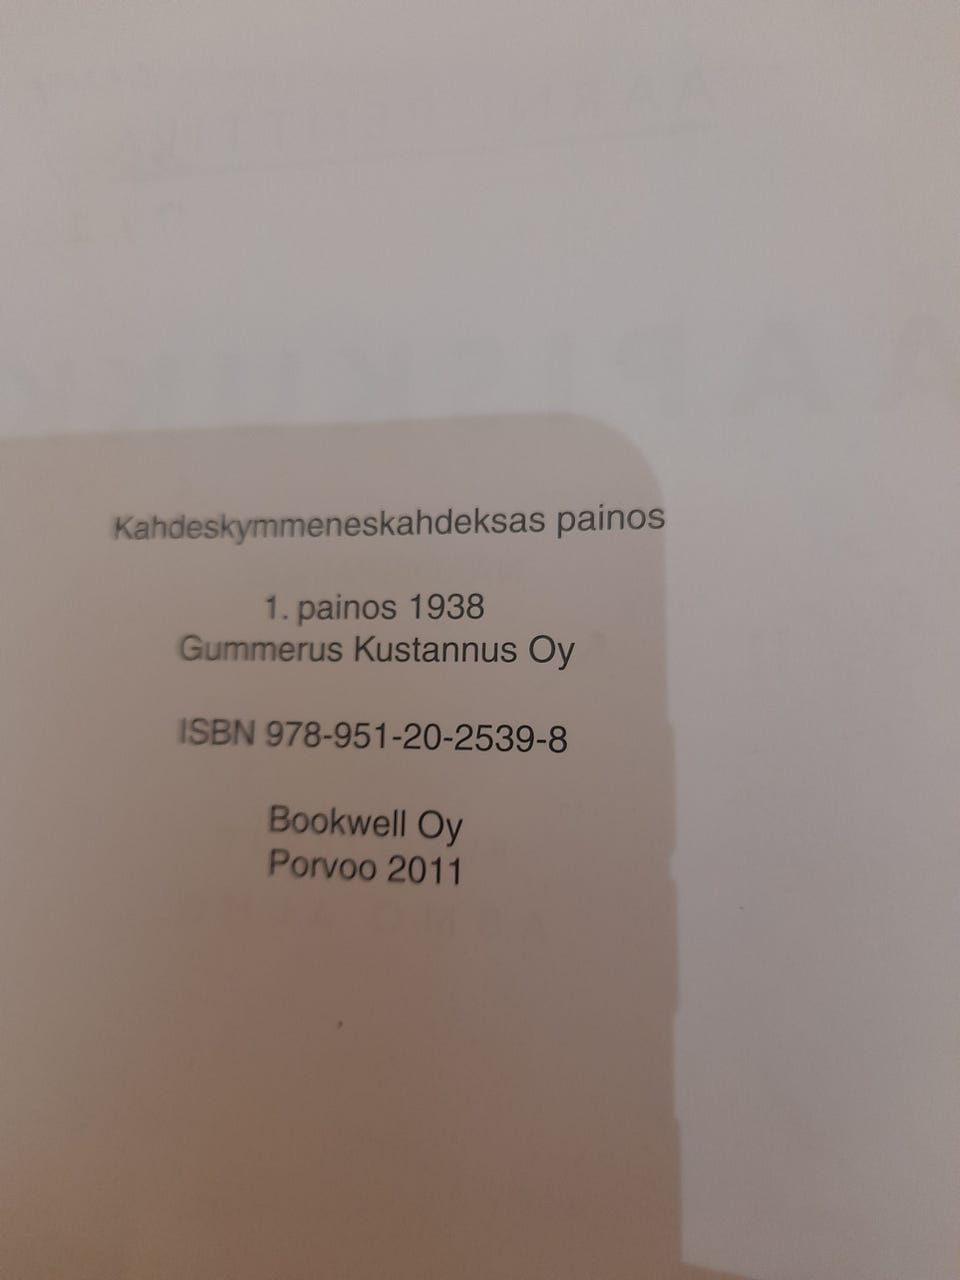 Kahdeskymmeneskahdeksas painos
1. painos 1938
Gummerus Kustannus Oy
ISBN 978-951-20-2539-8
Bookwell Oy
Porvoo 2011